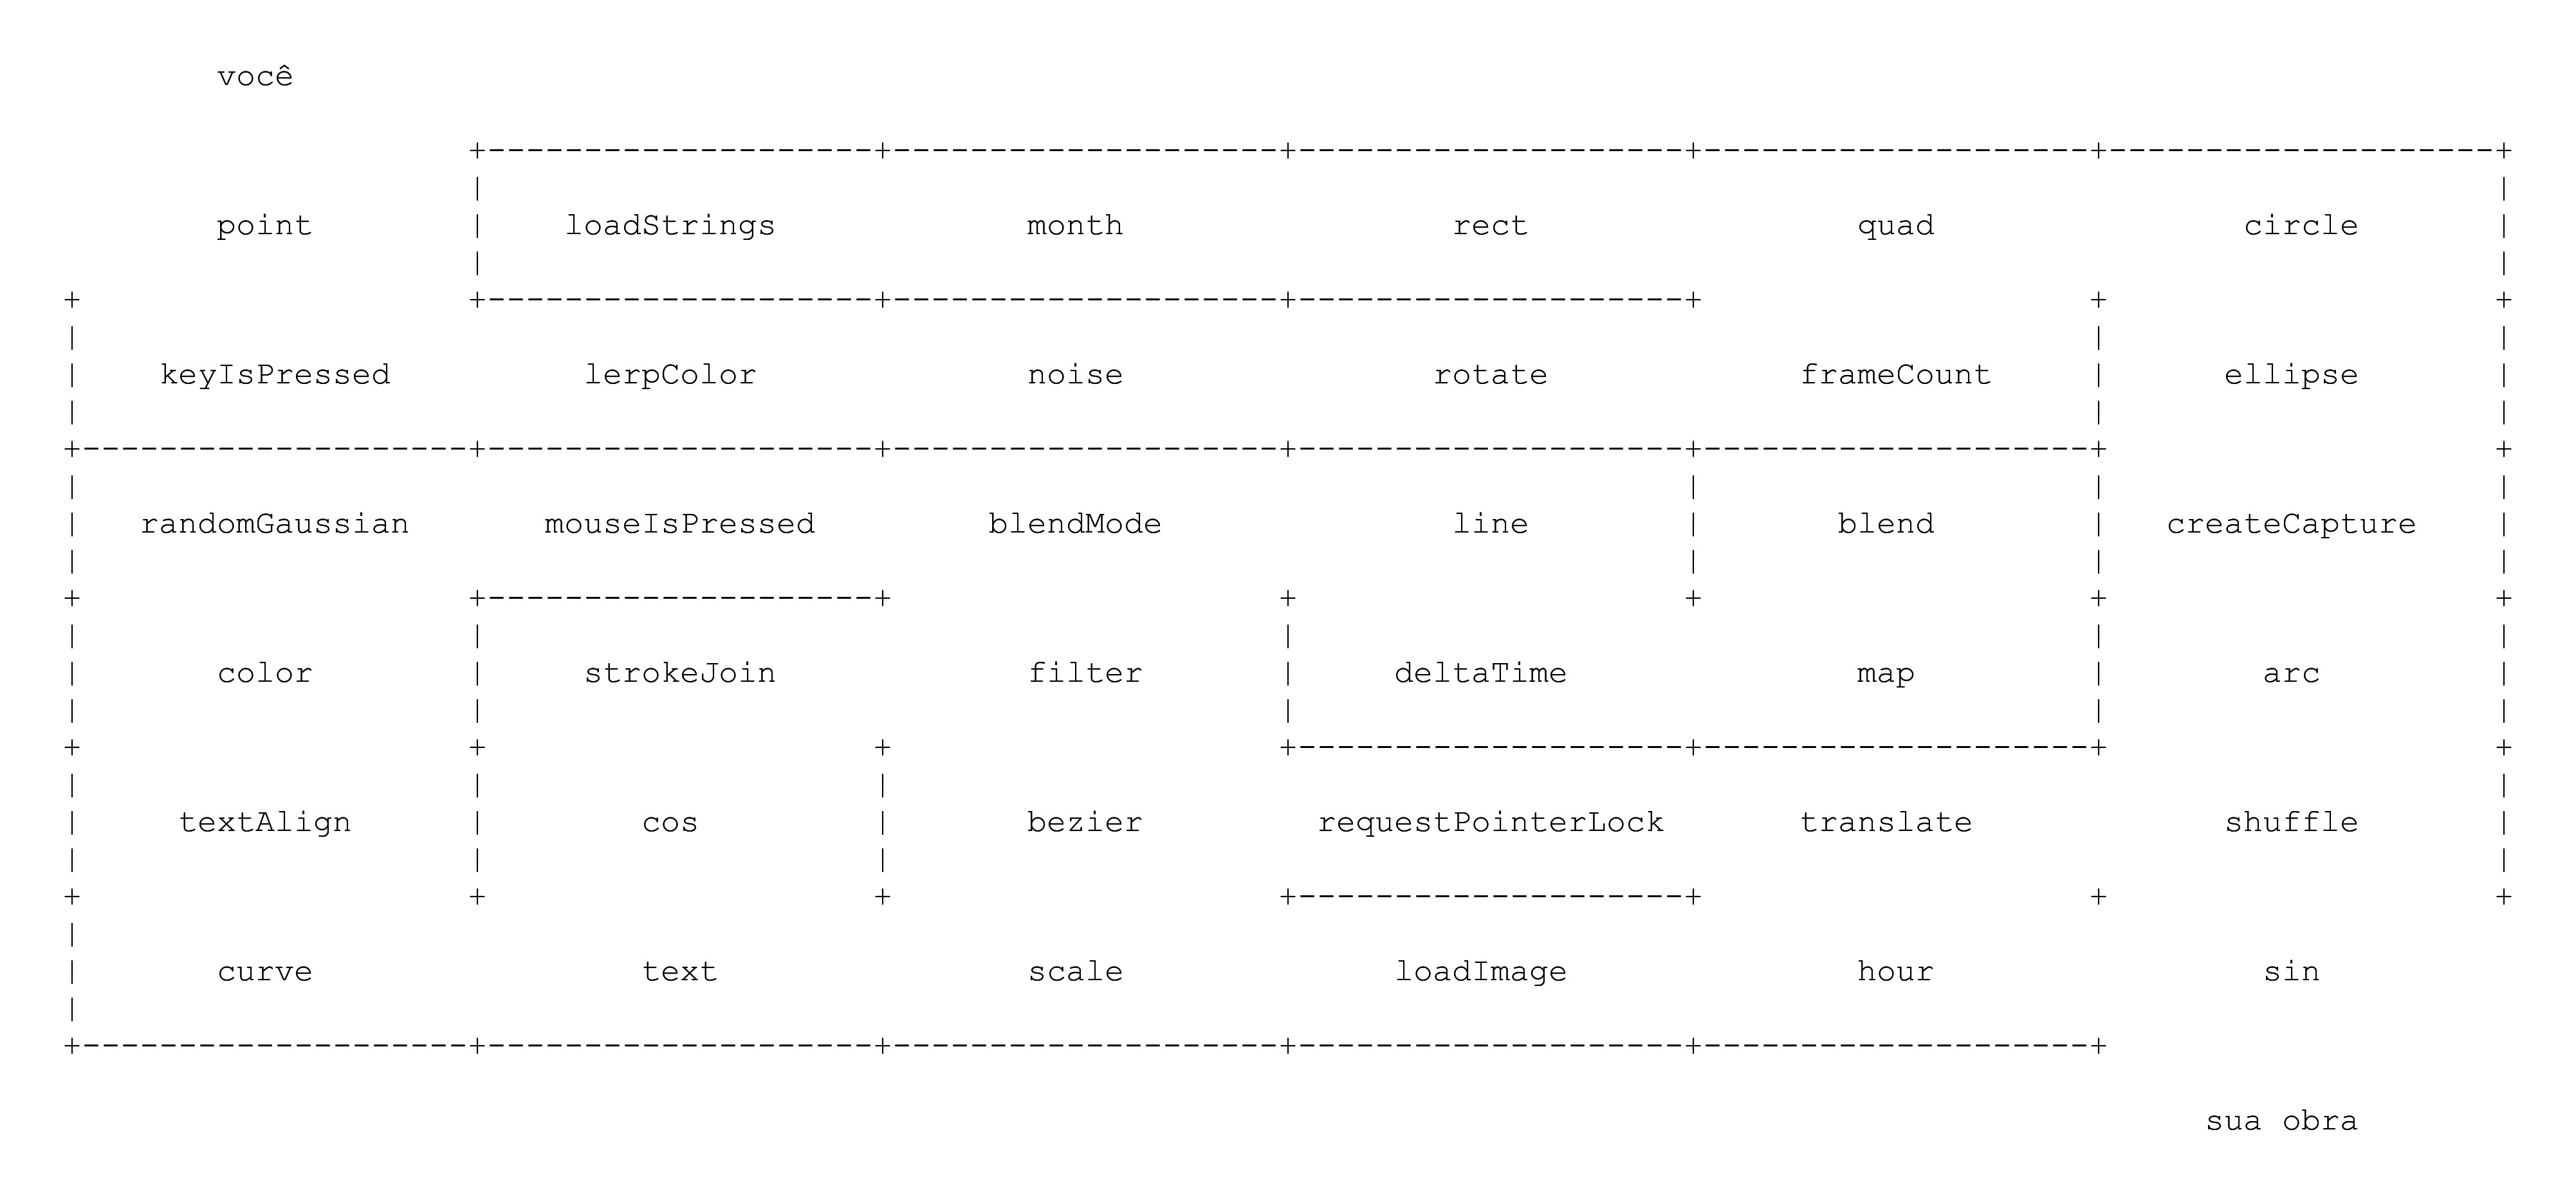 você
point loadStrings month rect quad circle
keyIsPressed lerpColor noise rotate frameCount ellipse
randomGaussian mouseIsPressed blendMode line blend createCapture
color strokeJoin filter deltaTime map arc
textAlign cos bezier requestPointerLock translate shuffle
curve text scale loadImage hour sin
sua obra